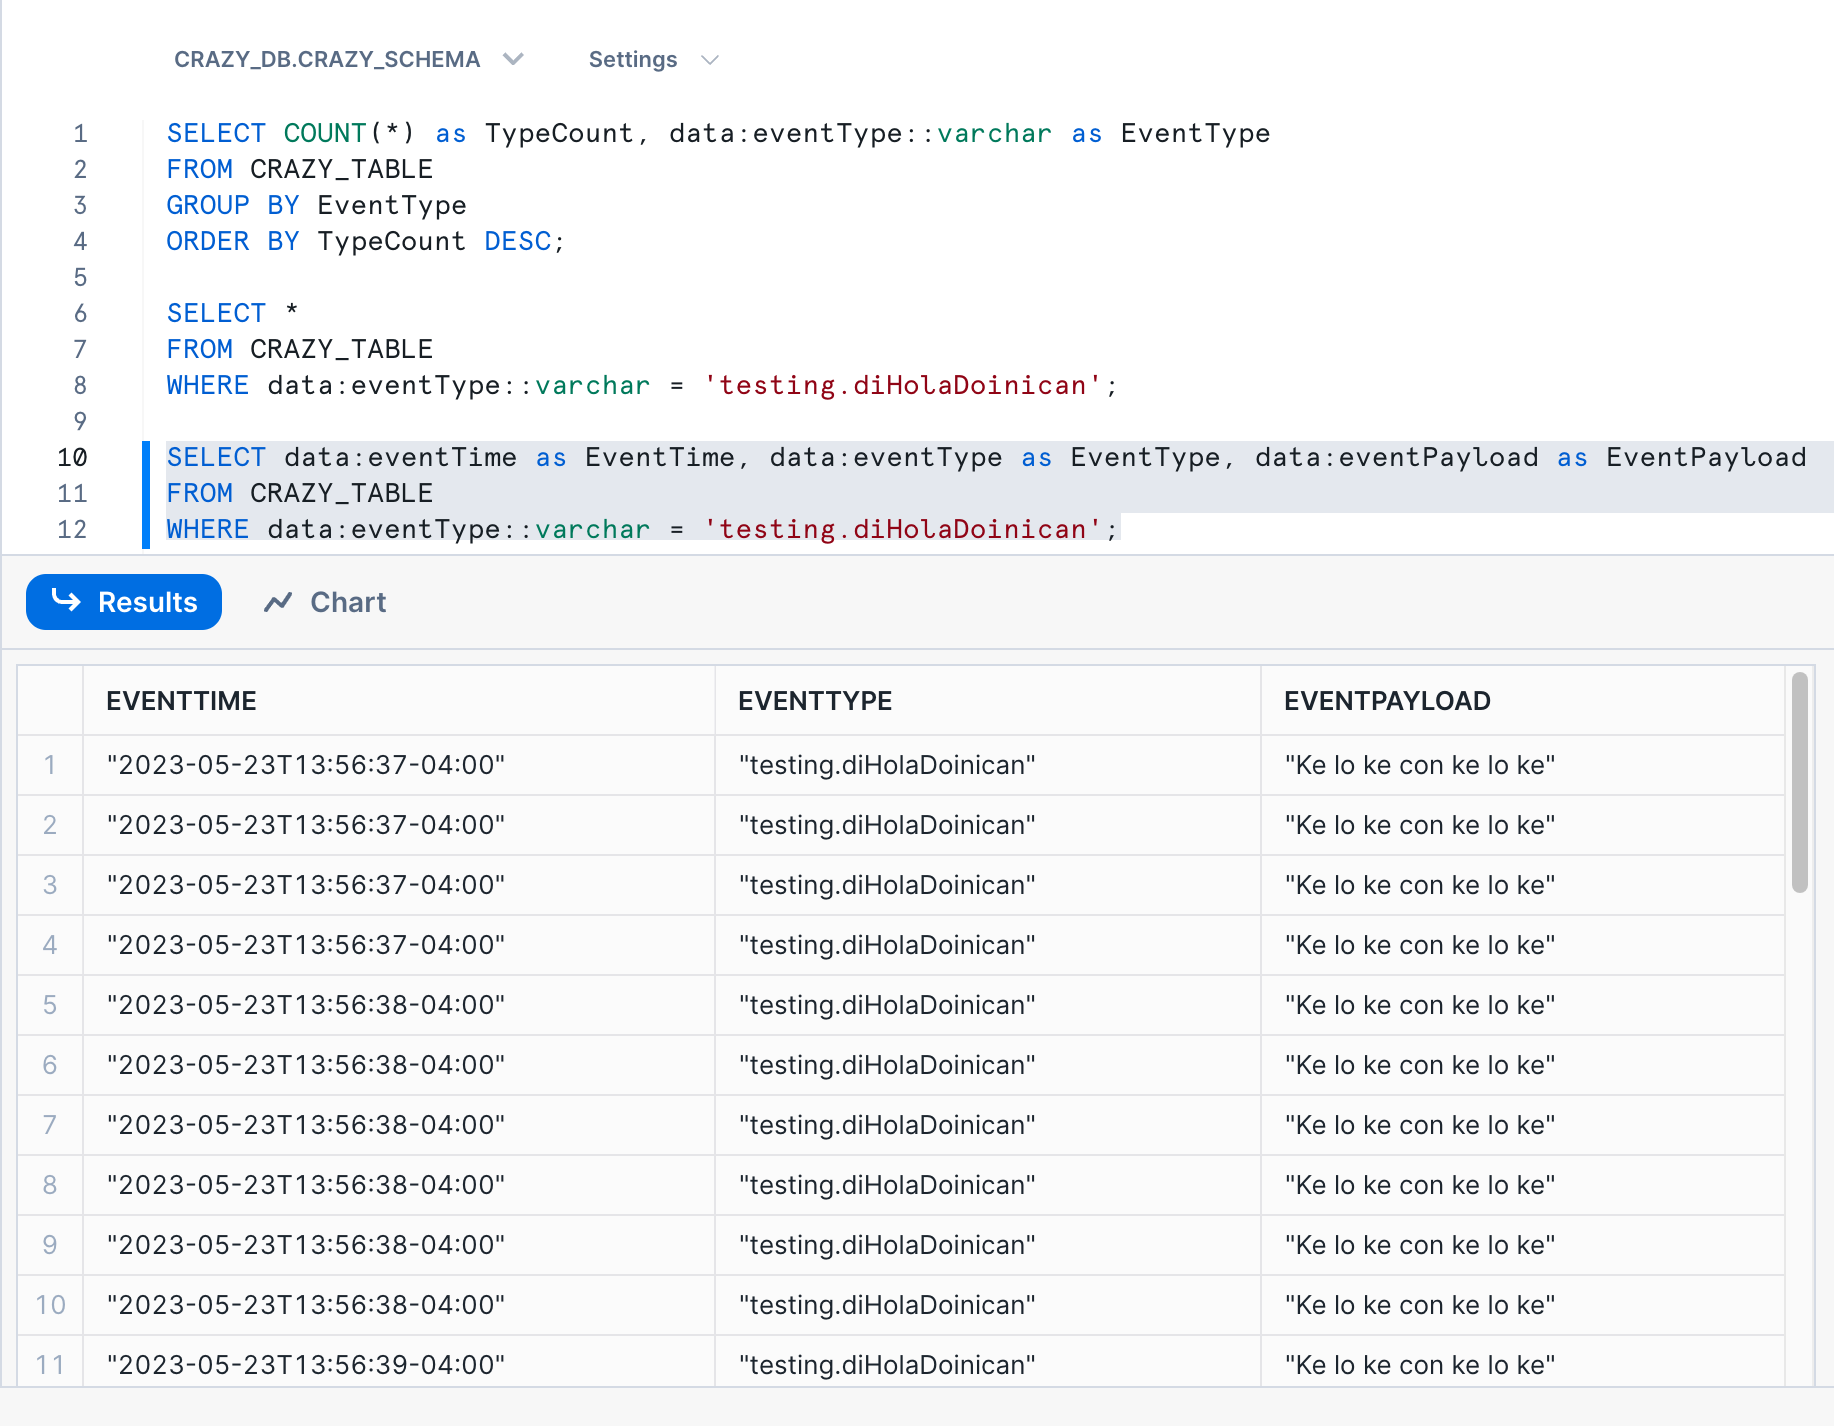 CRAZY_DB.CRAZY_SCHEMA Settings
1 SELECT COUNT(*) as TypeCount, data:eventType::varchar as EventType
2 FROM CRAZY_TABLE
3 GROUP BY EventType
4 ORDER BY TypeCount DESC;
5
6 SELECT *
7 FROM CRAZY_TABLE
8 WHERE data:eventType::varchar = 'testing.diHolaDoinican';
9
10 SELECT data:eventTime as EventTime, data:eventType as EventType, data:eventPayload as EventPayload
11 FROM CRAZY_TABLE
12 WHERE data:eventType::varchar = 'testing.diHolaDoinican';
Results Chart
EVENTTIME EVENTTYPE EVENTPAYLOAD
1 "2023-05-23T13:56:37-04:00" "testing.diHolaDoinican" "Ke lo ke con ke lo ke"
2 "2023-05-23T13:56:37-04:00" "testing.diHolaDoinican" "Ke lo ke con ke lo ke"
3 "2023-05-23T13:56:37-04:00" "testing.diHolaDoinican" "Ke lo ke con ke lo ke"
4 "2023-05-23T13:56:37-04:00" "testing.diHolaDoinican" "Ke lo ke con ke lo ke"
5 "2023-05-23T13:56:38-04:00" "testing.diHolaDoinican" "Ke lo ke con ke lo ke"
6 "2023-05-23T13:56:38-04:00" "testing.diHolaDoinican" "Ke lo ke con ke lo ke"
7 "2023-05-23T13:56:38-04:00" "testing.diHolaDoinican" "Ke lo ke con ke lo ke"
8 "2023-05-23T13:56:38-04:00" "testing.diHolaDoinican" "Ke lo ke con ke lo ke"
9 "2023-05-23T13:56:38-04:00" "testing.diHolaDoinican" "Ke lo ke con ke lo ke"
10 "2023-05-23T13:56:38-04:00" "testing.diHolaDoinican" "Ke lo ke con ke lo ke"
11 "2023-05-23T13:56:39-04:00" "testing.diHolaDoinican" "Ke lo ke con ke lo ke"